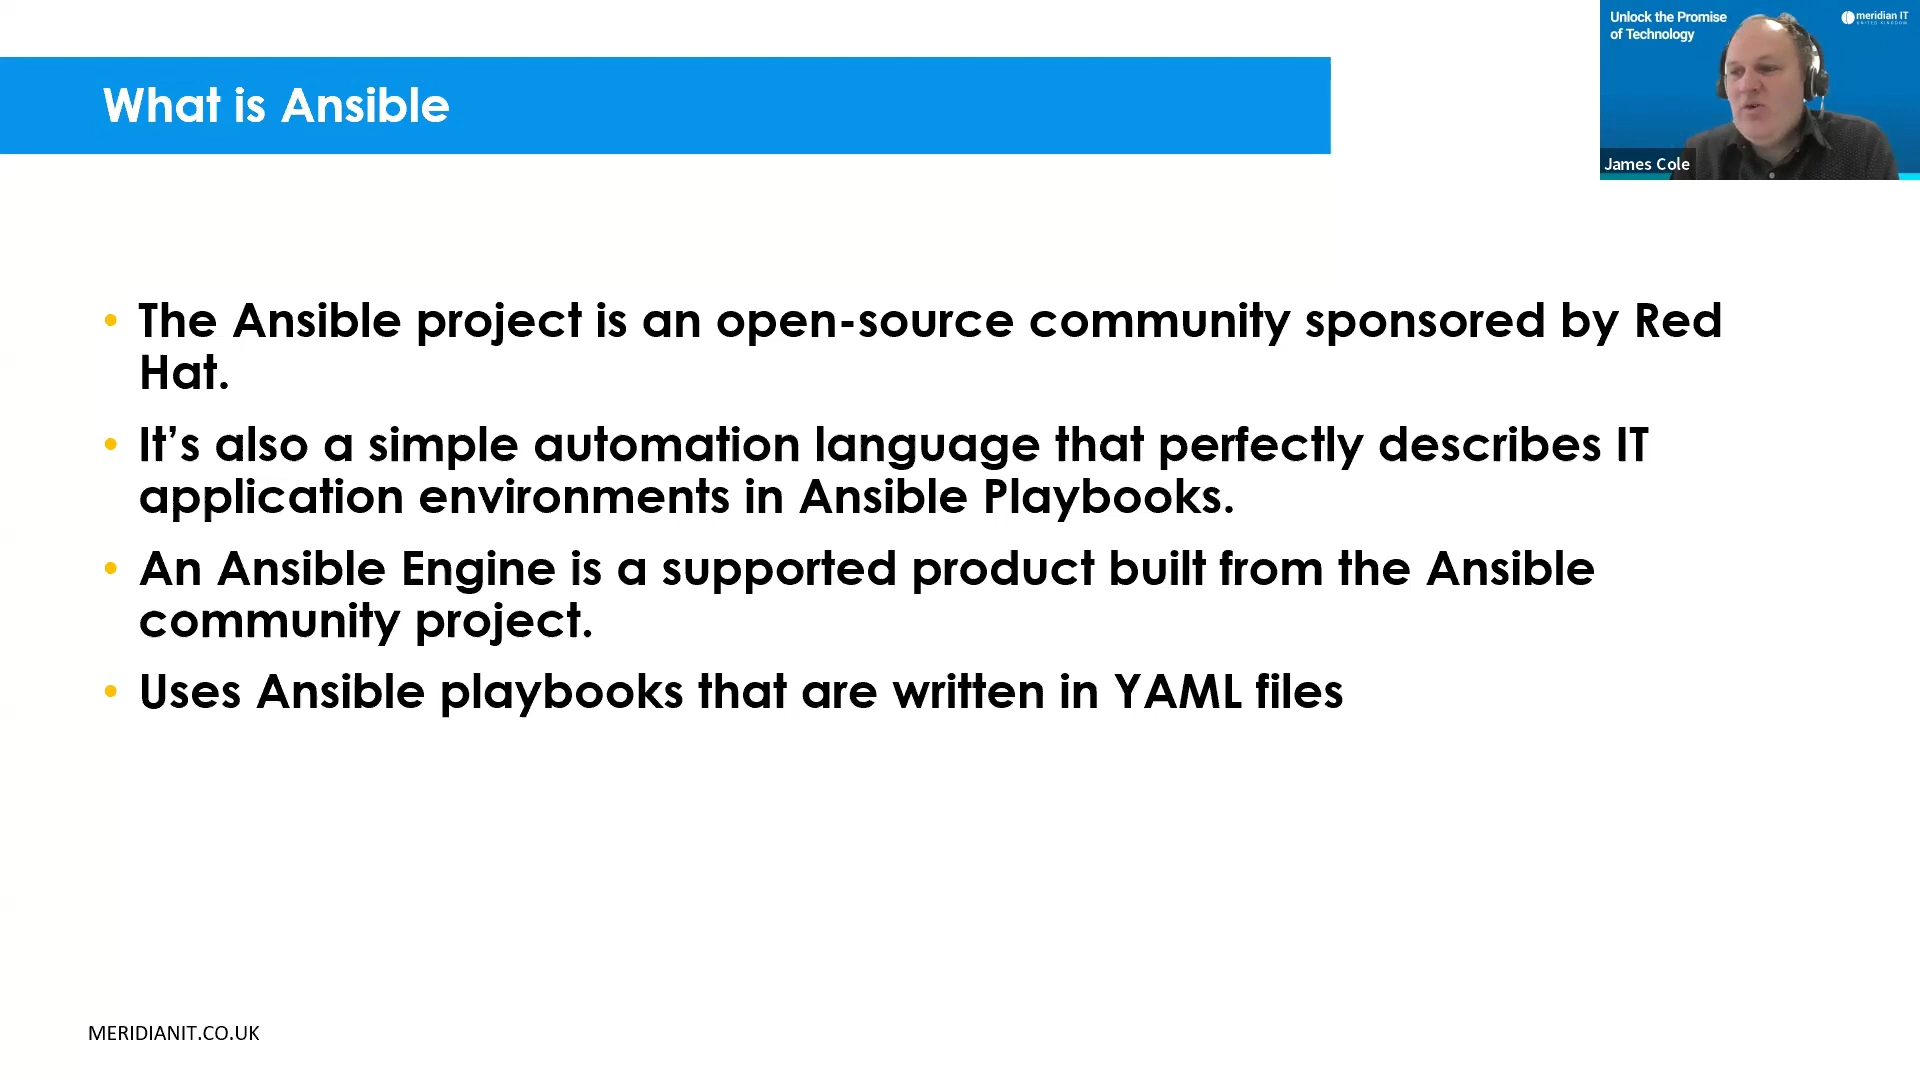 Unlock the Promise
of Technology
meridian IT
UNITED KINGDOM
James Cole
What is Ansible
• The Ansible project is an open-source community sponsored by Red
Hat.
• It’s also a simple automation language that perfectly describes IT
application environments in Ansible Playbooks.
• An Ansible Engine is a supported product built from the Ansible
community project.
• Uses Ansible playbooks that are written in YAML files
MERIDIANIT.CO.UK